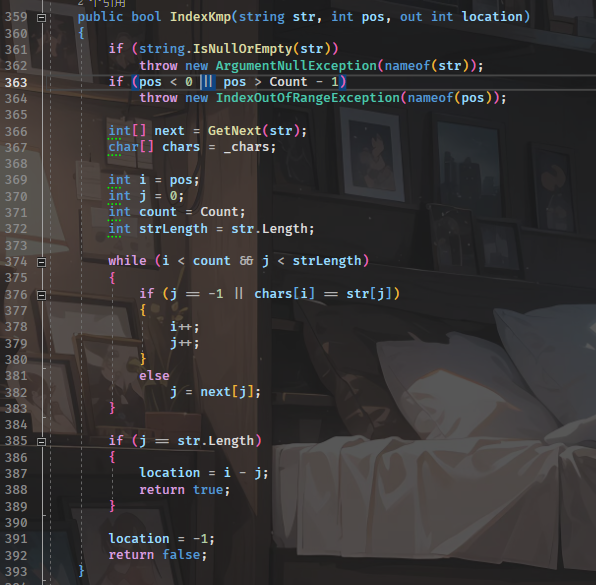 2 个引用
359 public bool IndexKmp(string str, int pos, out int location)
360 {
361 if (string.IsNullOrEmpty(str))
362 throw new ArgumentNullException(nameof(str));
363 if (pos < 0 || pos > Count - 1)
364 throw new IndexOutOfRangeException(nameof(pos));
365
366 int[] next = GetNext(str);
367 char[] chars = _chars;
368
369 int i = pos;
370 int j = 0;
371 int count = Count;
372 int strLength = str.Length;
373
374 while (i < count && j < strLength)
375 {
376 if (j == -1 || chars[i] == str[j])
377 {
378 i++;
379 j++;
380 }
381 else
382 j = next[j];
383 }
384
385 if (j == str.Length)
386 {
387 location = i - j;
388 return true;
389 }
390
391 location = -1;
392 return false;
393 }